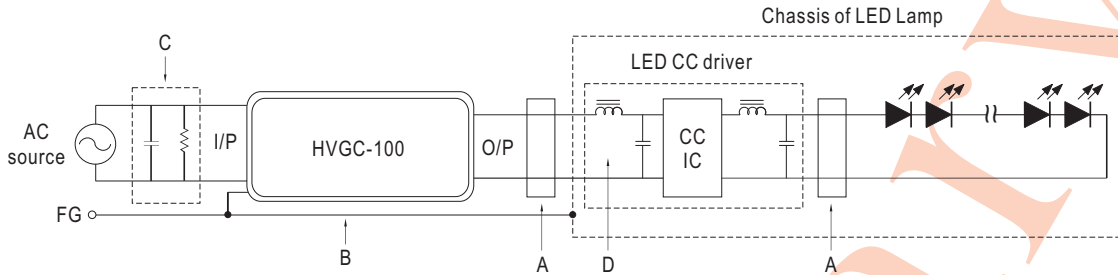 Chassis of LED Lamp
C
LED CC driver
AC
source
I/P
HVGC-100
O/P
CC
IC
FG
B
A
D
A